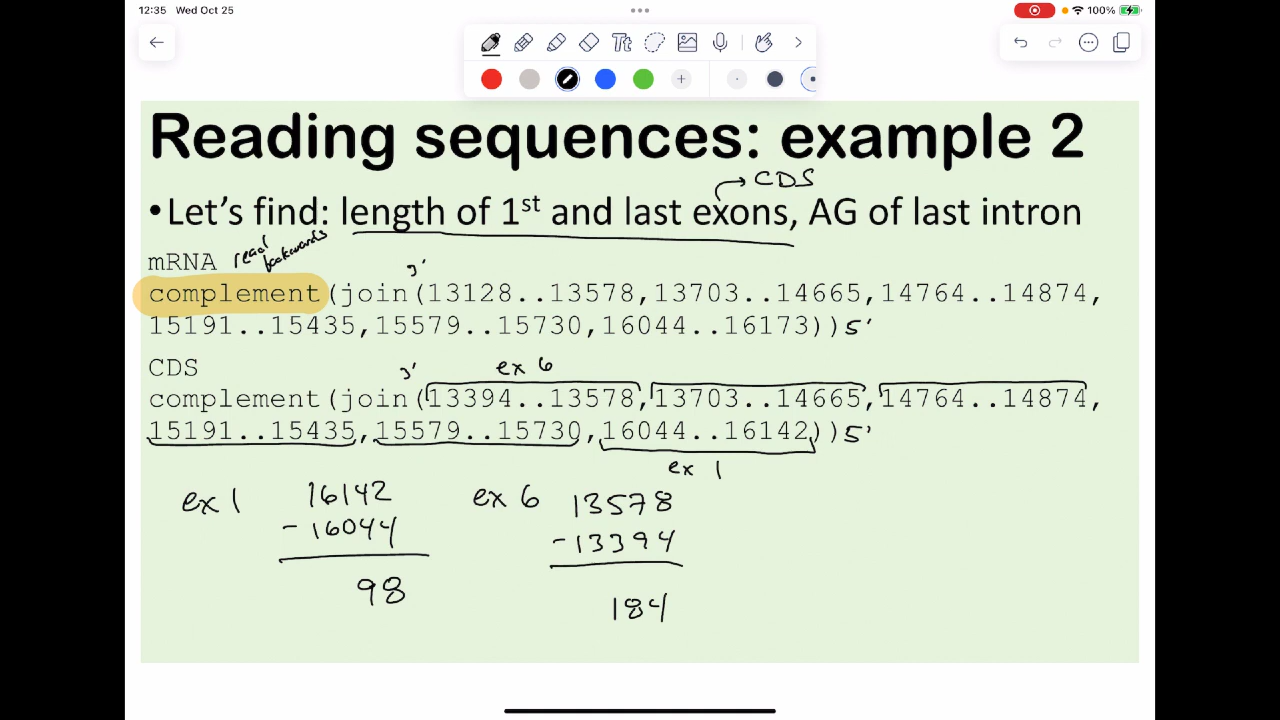 12:35 Wed Oct 25
100%
Tt
Reading sequences: example 2
→ CDS
•Let's find: length of 1st and last exons, AG of last intron
read backwards
mRNA
3'
complement(join(13128..13578,13703..14665,14764..14874,
15191..15435,15579..15730,16044..16173))5'
CDS
3' ex 6
complement(join(13394..13578,13703..14665,14764..14874,
15191..15435,15579..15730,16044..16142))5'
ex 1
ex 1 16142 ex 6 13578
-16044 -13394
98 184